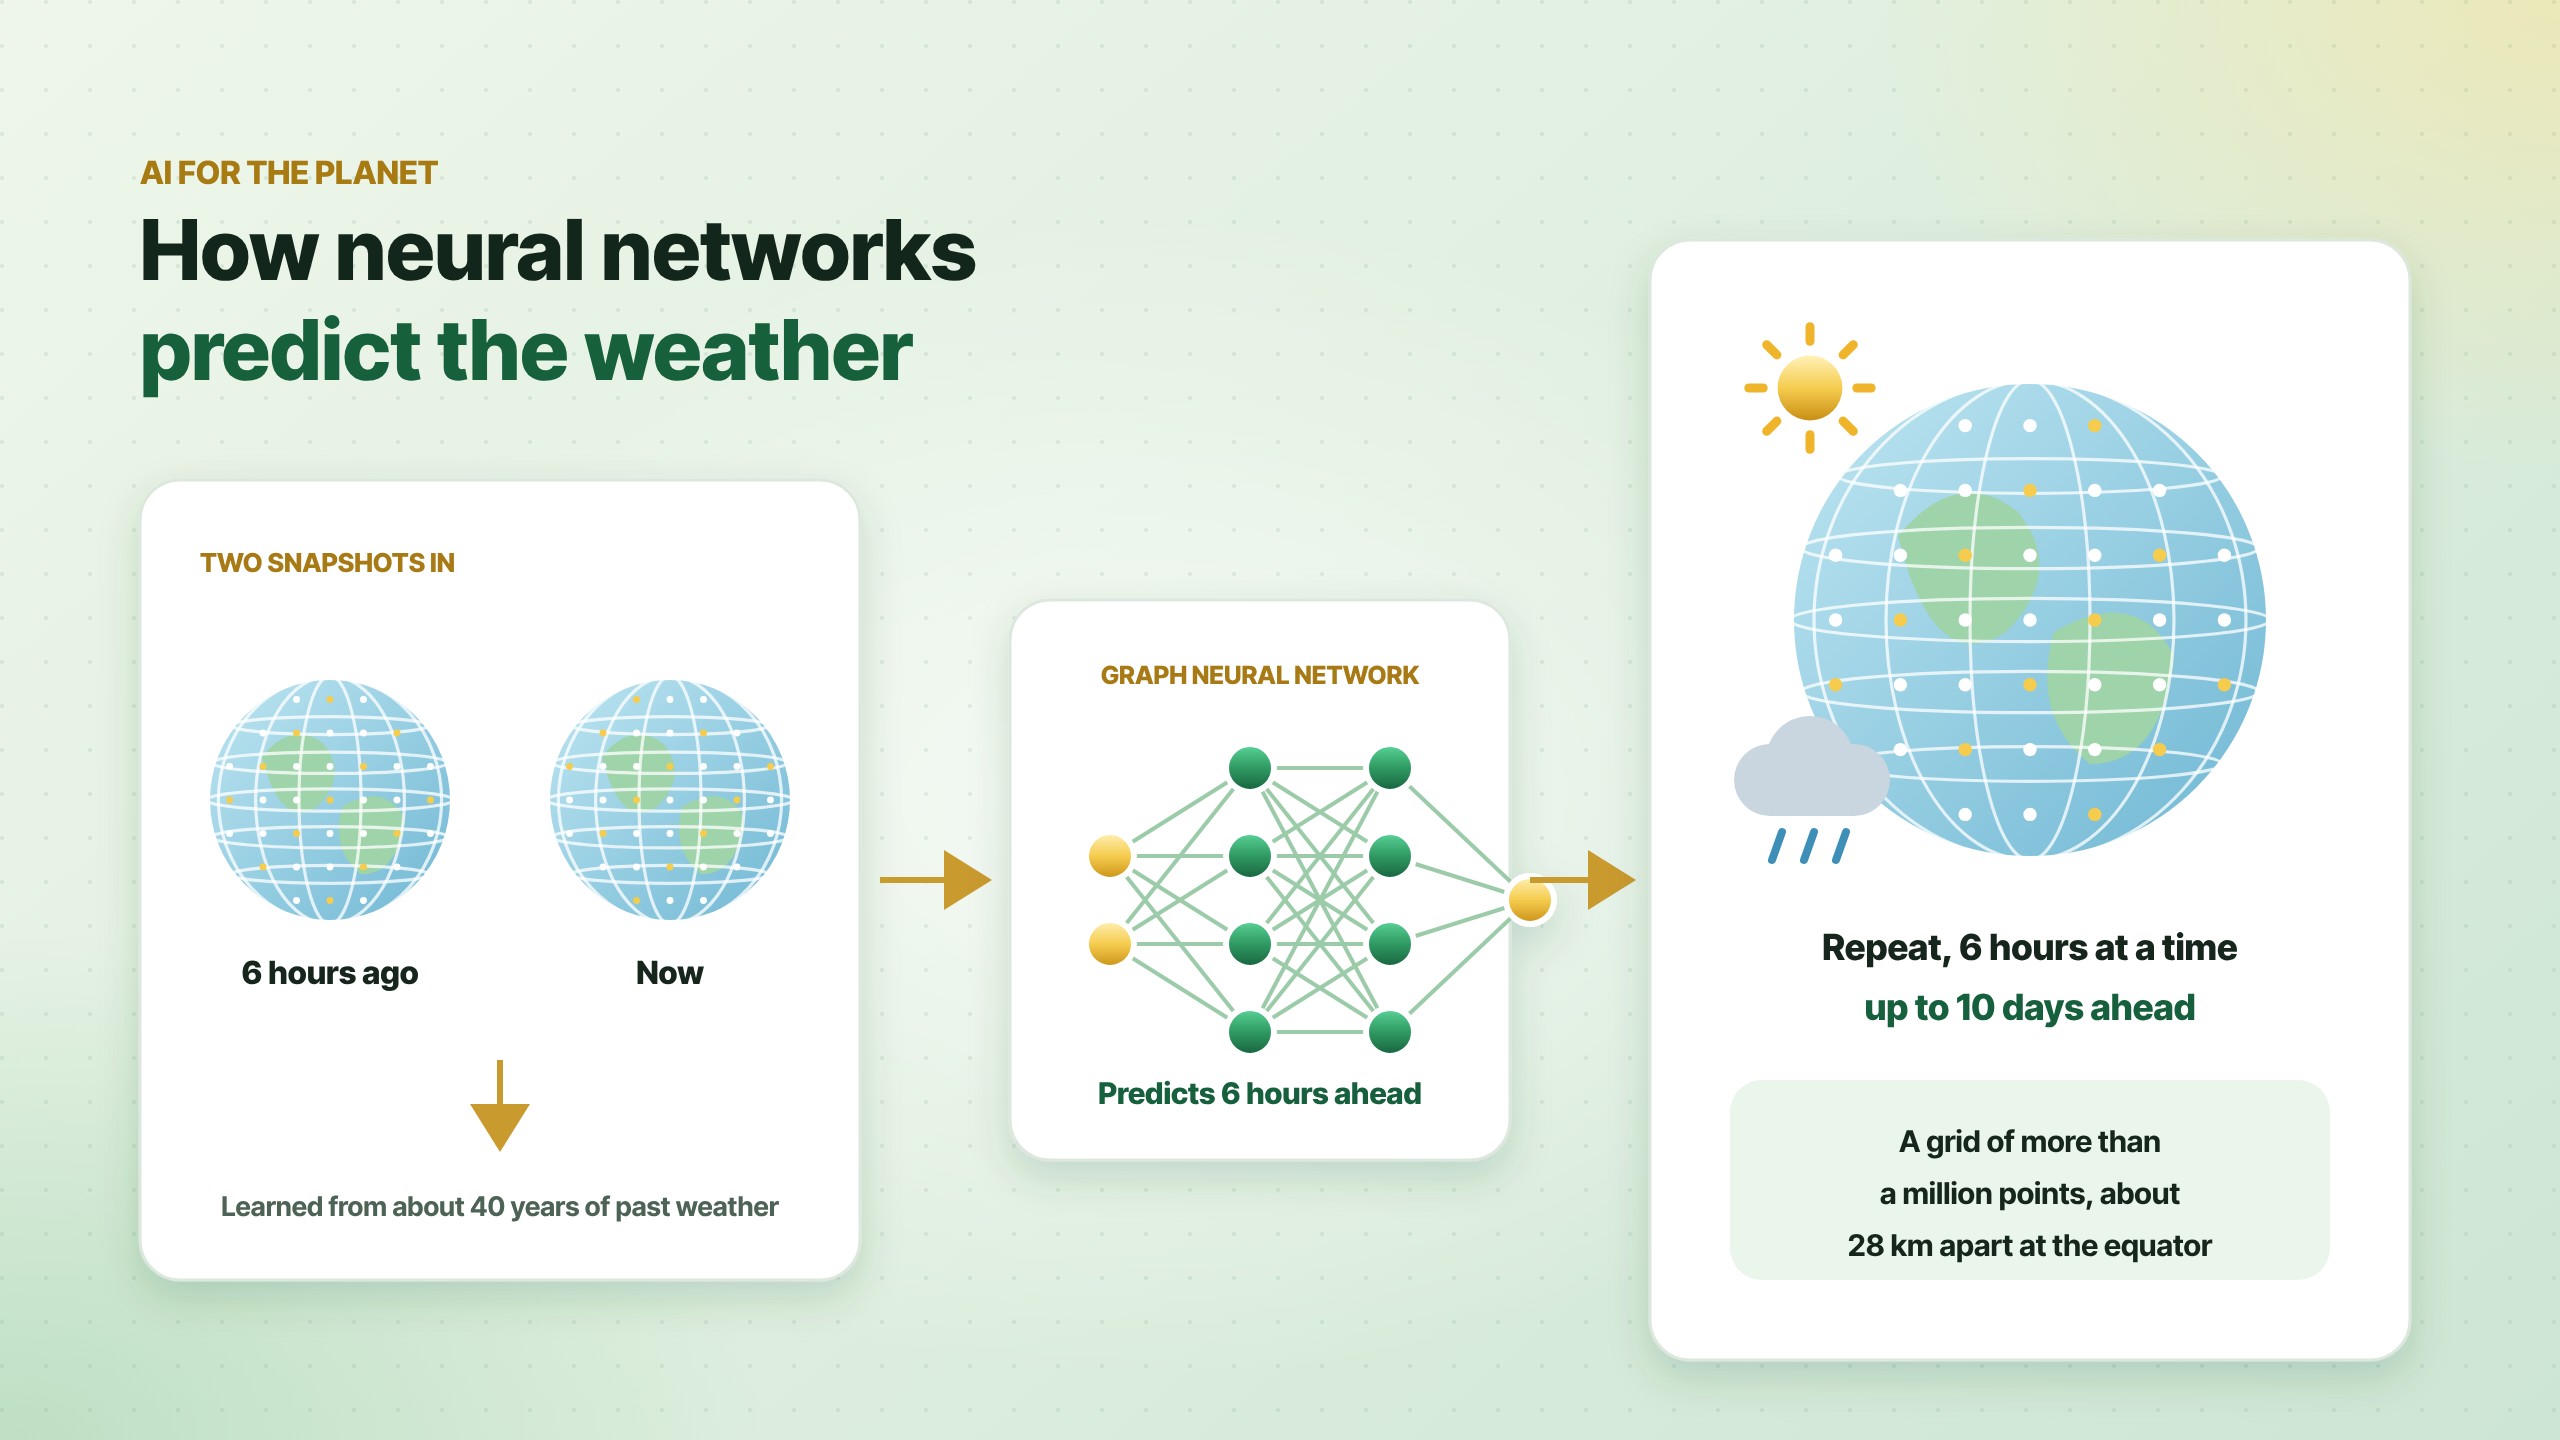 AI FOR THE PLANET
How neural networks
predict the weather
TWO SNAPSHOTS IN
6 hours ago
Now
Learned from about 40 years of past weather
GRAPH NEURAL NETWORK
Predicts 6 hours ahead
Repeat, 6 hours at a time
up to 10 days ahead
A grid of more than
a million points, about
28 km apart at the equator